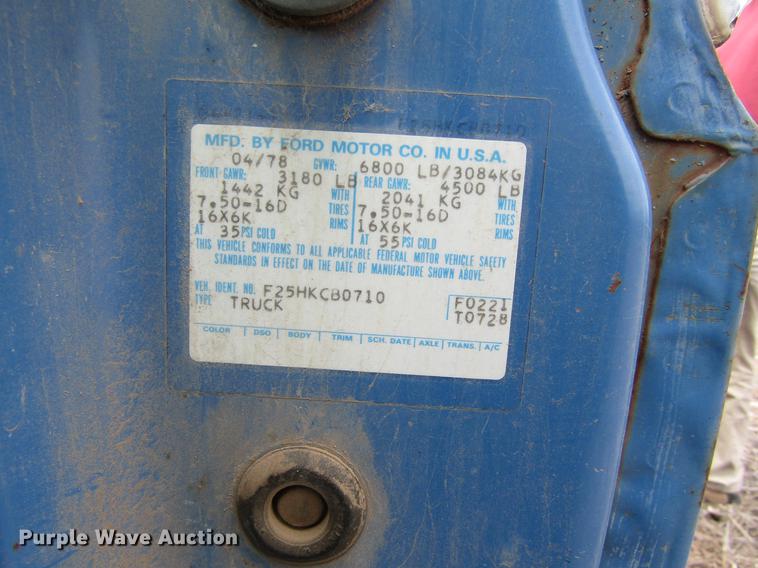 F25HKCB0710
MFD. BY FORD MOTOR CO. IN U.S.A.
04/78 GVWR: 6800 LB/3084KG
FRONT GAWR: 3180 LB REAR GAWR: 4500 LB
1442 KG WITH 2041 KG WITH
7.50-16D TIRES 7.50-16D TIRES
16X6K RIMS 16X6K RIMS
AT 35 PSI COLD AT 55 PSI COLD
THIS VEHICLE CONFORMS TO ALL APPLICABLE FEDERAL MOTOR VEHICLE SAFETY
STANDARDS IN EFFECT ON THE DATE OF MANUFACTURE SHOWN ABOVE.
VEH. IDENT. NO. F25HKCB0710 F0221
TYPE TRUCK T0728
COLOR DSO BODY TRIM SCH. DATE AXLE TRANS. A/C
Purple Wave Auction